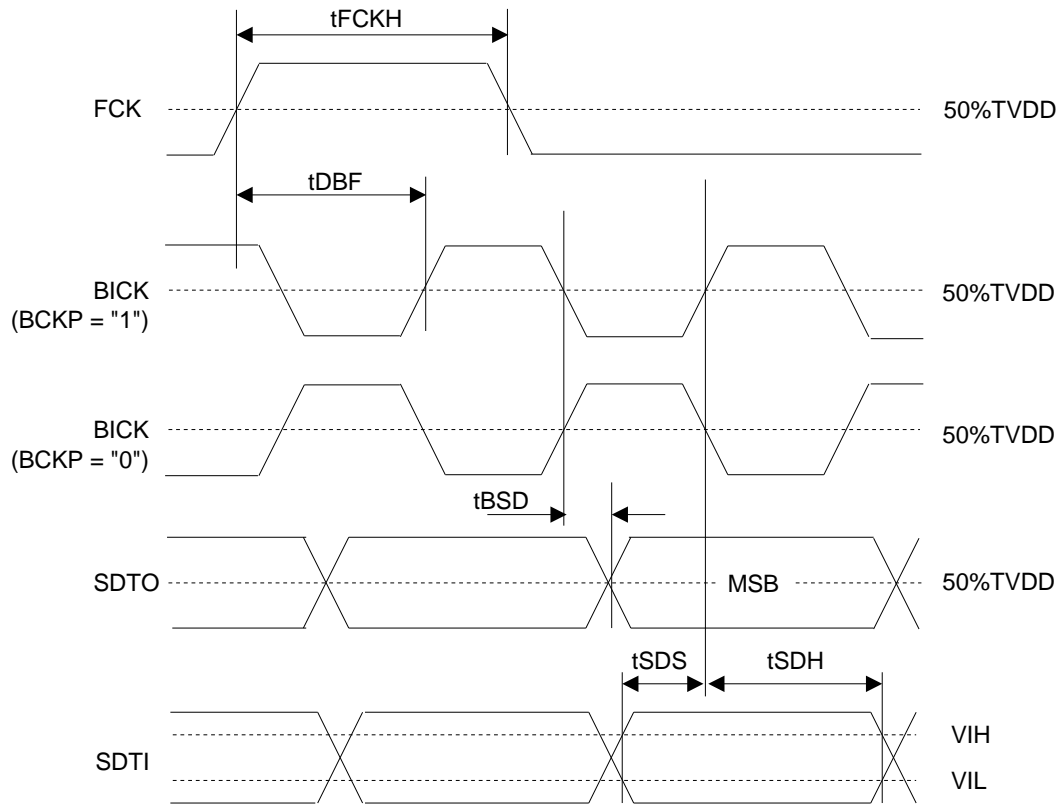 tFCKH
FCK
50%TVDD
tDBF
BICK
(BCKP = "1")
50%TVDD
BICK
(BCKP = "0")
50%TVDD
tBSD
SDTO
MSB
50%TVDD
tSDS
tSDH
SDTI
VIH
VIL